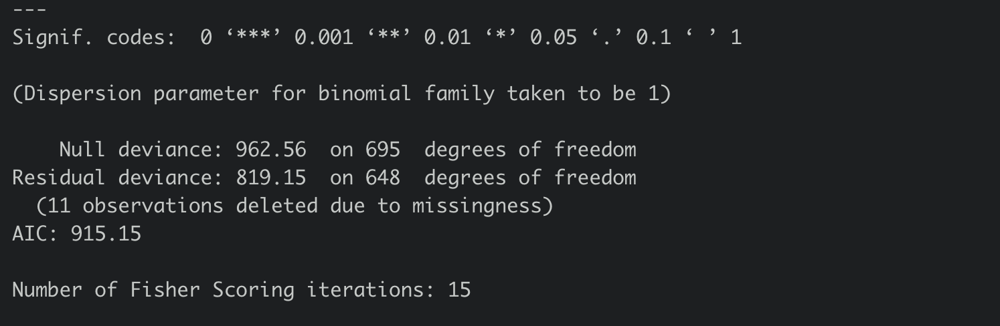 ---
Signif. codes:  0 ‘***’ 0.001 ‘**’ 0.01 ‘*’ 0.05 ‘.’ 0.1 ‘ ’ 1
(Dispersion parameter for binomial family taken to be 1)
Null deviance: 962.56  on 695  degrees of freedom
Residual deviance: 819.15  on 648  degrees of freedom
(11 observations deleted due to missingness)
AIC: 915.15
Number of Fisher Scoring iterations: 15